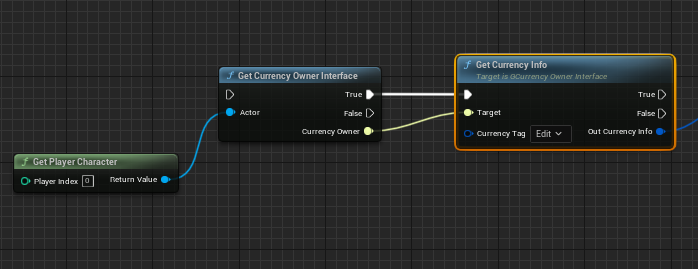 Get Currency Owner Interface
True
False
Actor
Currency Owner
Get Currency Info
Target is GCurrency Owner Interface
True
Target
False
Currency Tag
Edit
Out Currency Info
Get Player Character
Player Index
0
Return Value